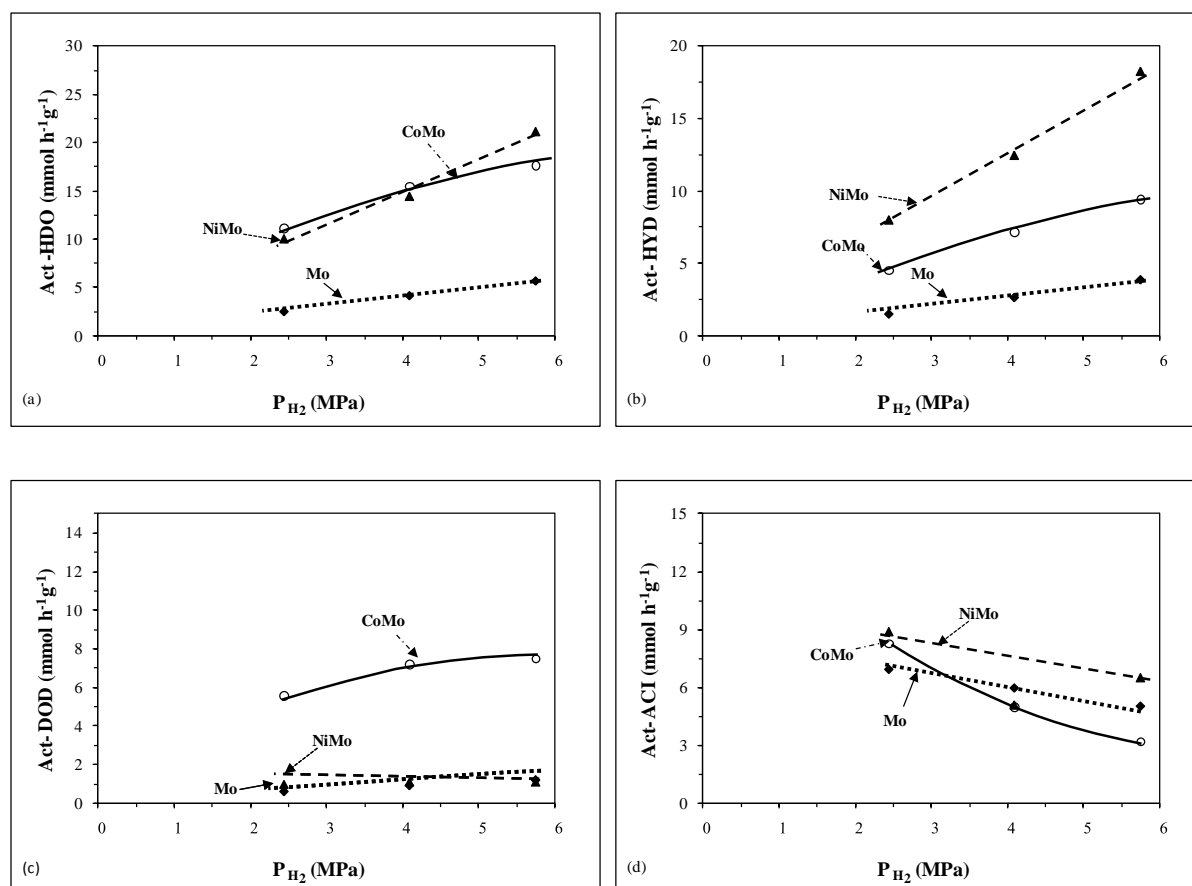 Act -HDO (mmol h-1g-1)
30
25
20
15
10
5
0
CoMo
NiMo
Mo
0 1 2 3 4 5 6
(a)
P H2 (MPa)
Act- HYD (mmol h-1g-1)
20
15
10
5
0
NiMo
CoMo
Mo
0 1 2 3 4 5 6
(b)
P H2 (MPa)
Act- DOD (mmol h-1g-1)
14
12
10
8
6
4
2
0
CoMo
NiMo
Mo
0 1 2 3 4 5 6
(c)
P H2 (MPa)
Act- ACI (mmol h-1g-1)
15
12
9
6
3
0
NiMo
CoMo
Mo
0 1 2 3 4 5 6
(d)
P H2 (MPa)